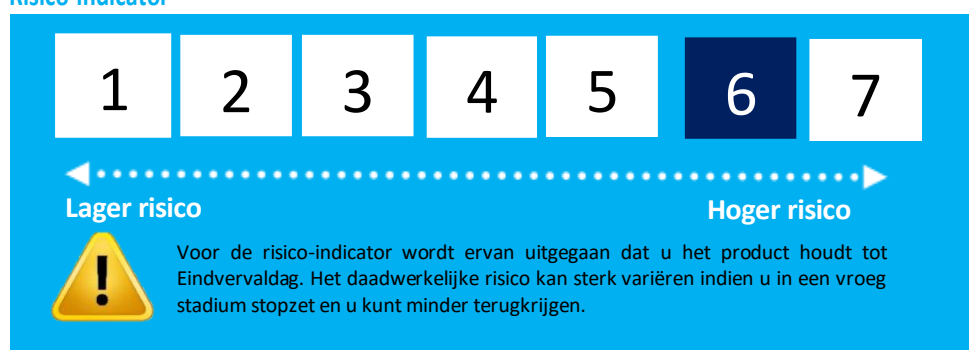 Risico-indicator
1 2 3 4 5 6 7
Lager risico Hoger risico
Voor de risico-indicator wordt ervan uitgegaan dat u het product houdt tot
Eindvervaldag. Het daadwerkelijke risico kan sterk variëren indien u in een vroeg
stadium stopzet en u kunt minder terugkrijgen.